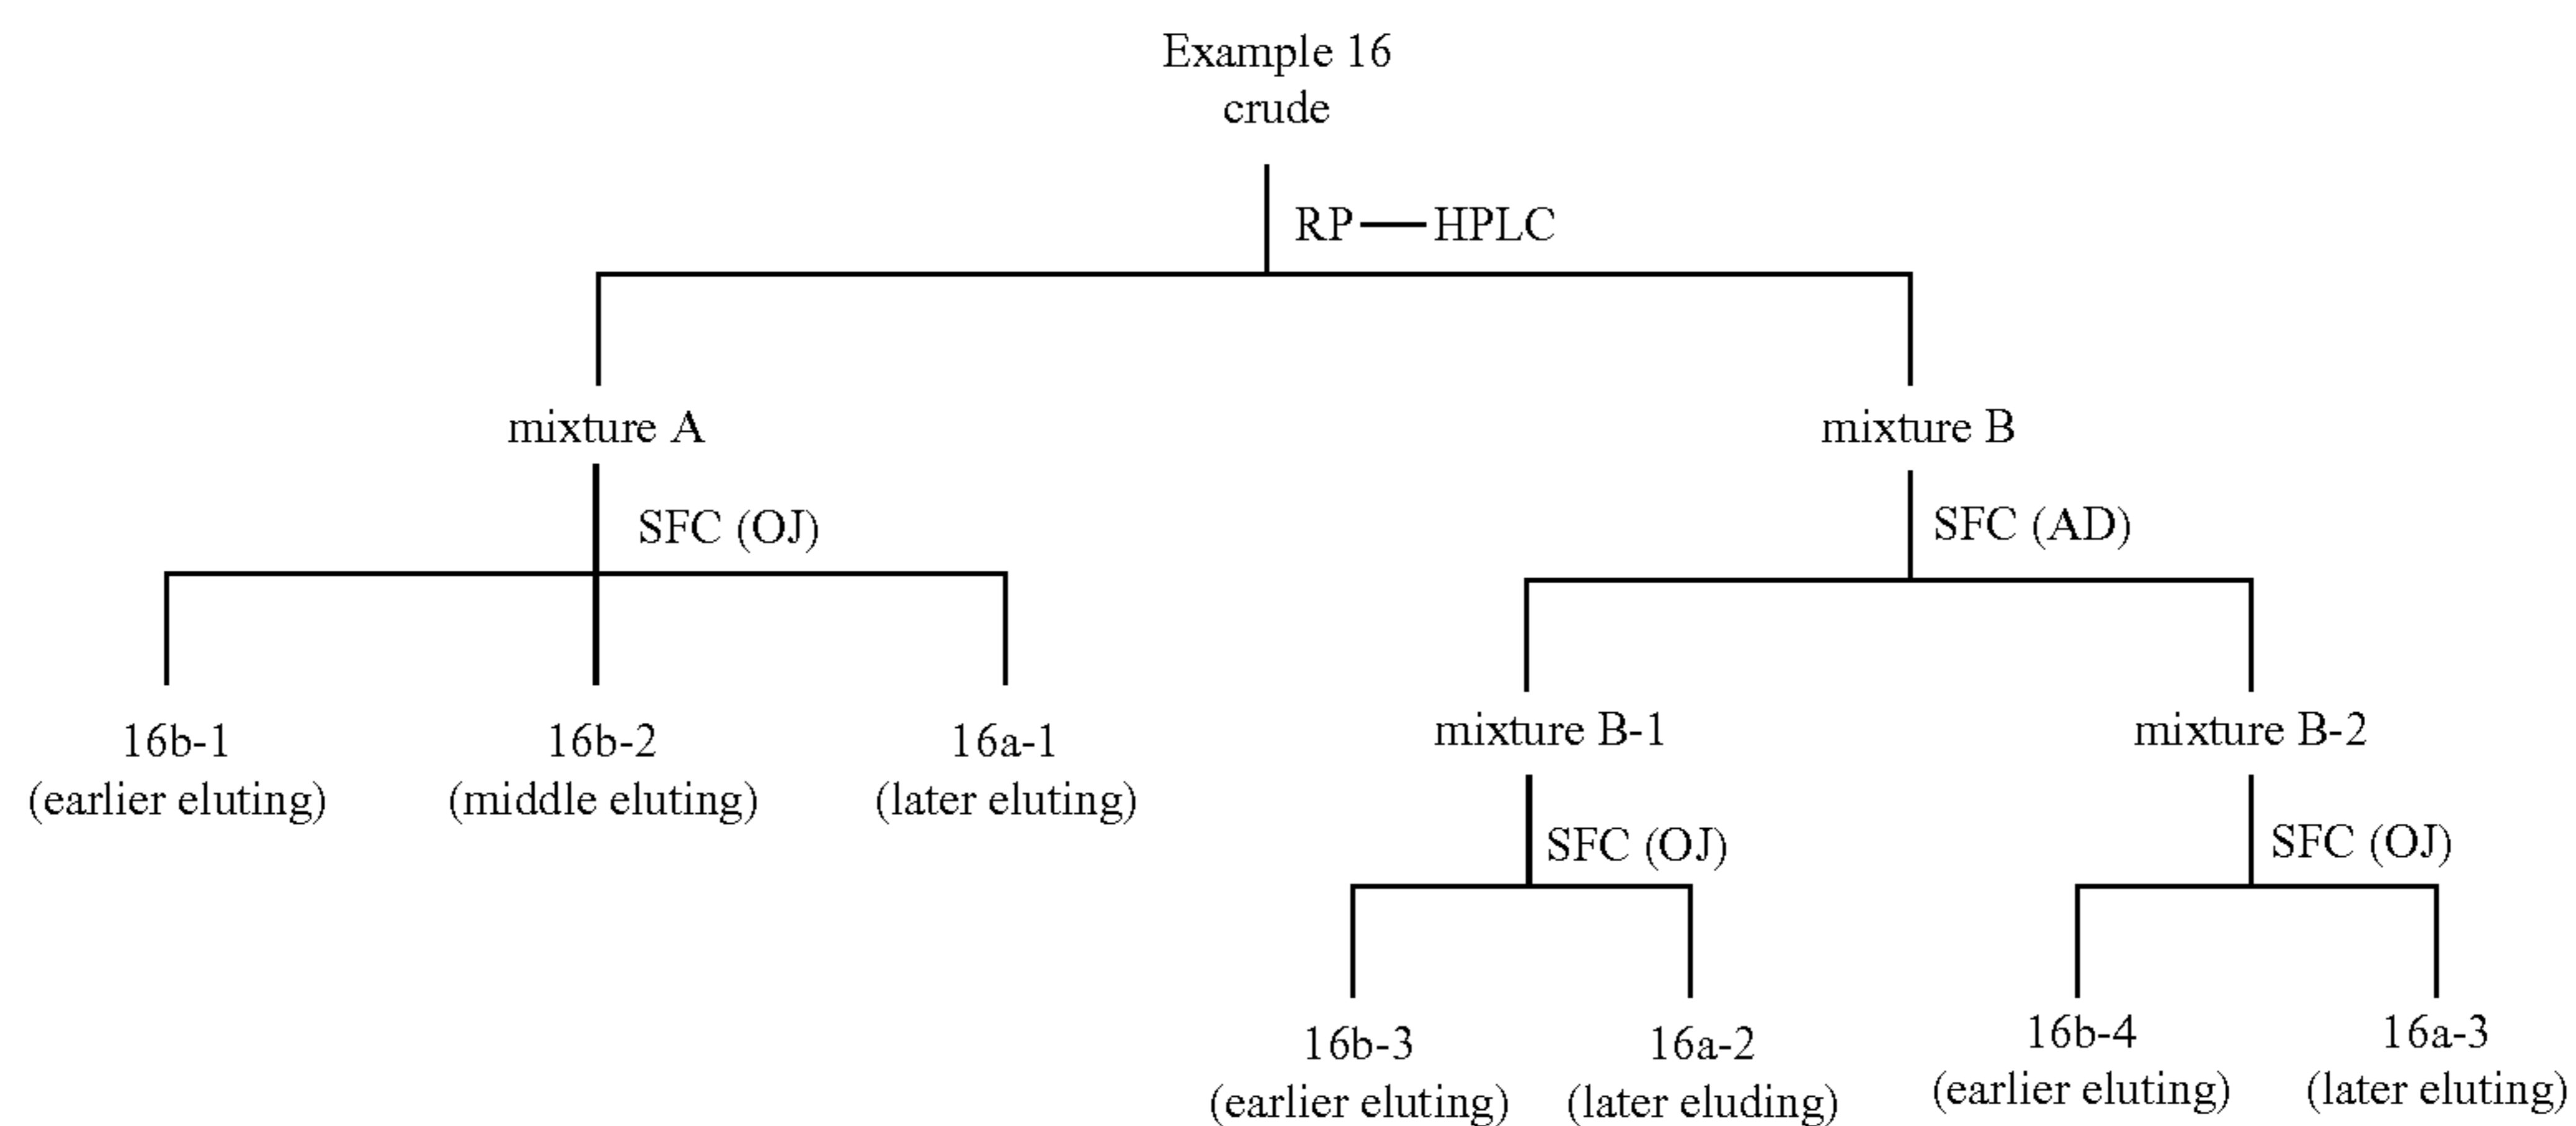 Example 16
crude
RP—HPLC
mixture A
mixture B
SFC (OJ)
SFC (AD)
16b-1
(earlier eluting)
16b-2
(middle eluting)
16a-1
(later eluting)
mixture B-1
mixture B-2
SFC (OJ)
SFC (OJ)
16b-3
(earlier eluting)
16a-2
(later eluding)
16b-4
(earlier eluting)
16a-3
(later eluting)